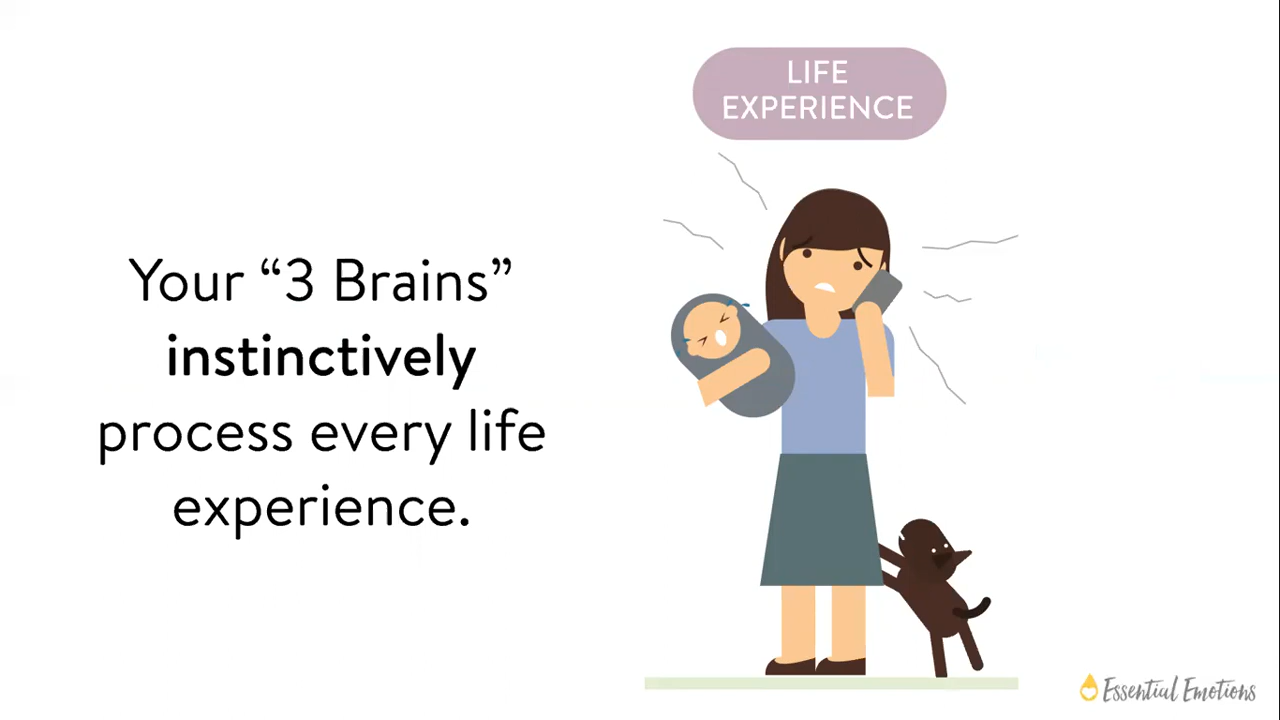 LIFE
EXPERIENCE
Your “3 Brains”
instinctively
process every life
experience.
Essential Emotions